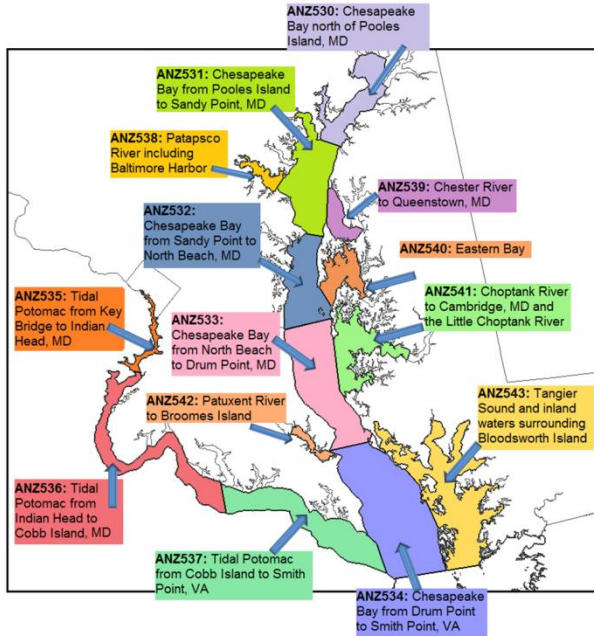 ANZ530: Chesapeake
Bay north of Pooles
Island, MD
ANZ531: Chesapeake
Bay from Pooles Island
to Sandy Point, MD
ANZ538: Patapsco
River including
Baltimore Harbor
ANZ539: Chester River
to Queenstown, MD
ANZ532:
Chesapeake Bay
from Sandy Point to
North Beach, MD
ANZ540: Eastern Bay
ANZ541: Choptank River
to Cambridge, MD and
the Little Choptank River
ANZ535: Tidal
Potomac from Key
Bridge to Indian
Head, MD
ANZ533:
Chesapeake Bay
from North Beach
to Drum Point, MD
ANZ542: Patuxent River
to Broomes Island
ANZ543: Tangier
Sound and inland
waters surrounding
Bloodsworth Island
ANZ536: Tidal
Potomac from
Indian Head to
Cobb Island, MD
ANZ537: Tidal Potomac
from Cobb Island to Smith
Point, VA
ANZ534: Chesapeake
Bay from Drum Point
to Smith Point, VA